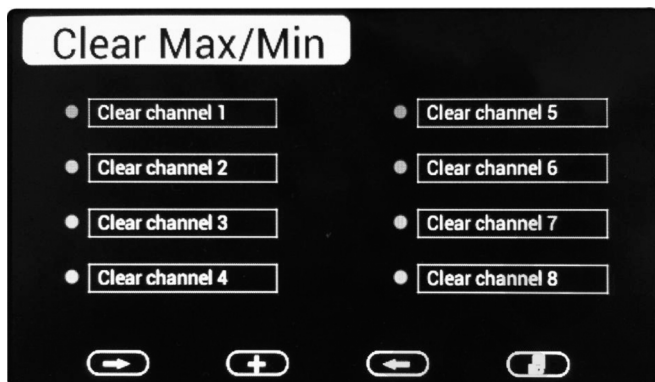 Clear Max/Min
Clear channel 1
Clear channel 2
Clear channel 3
Clear channel 4
Clear channel 5
Clear channel 6
Clear channel 7
Clear channel 8